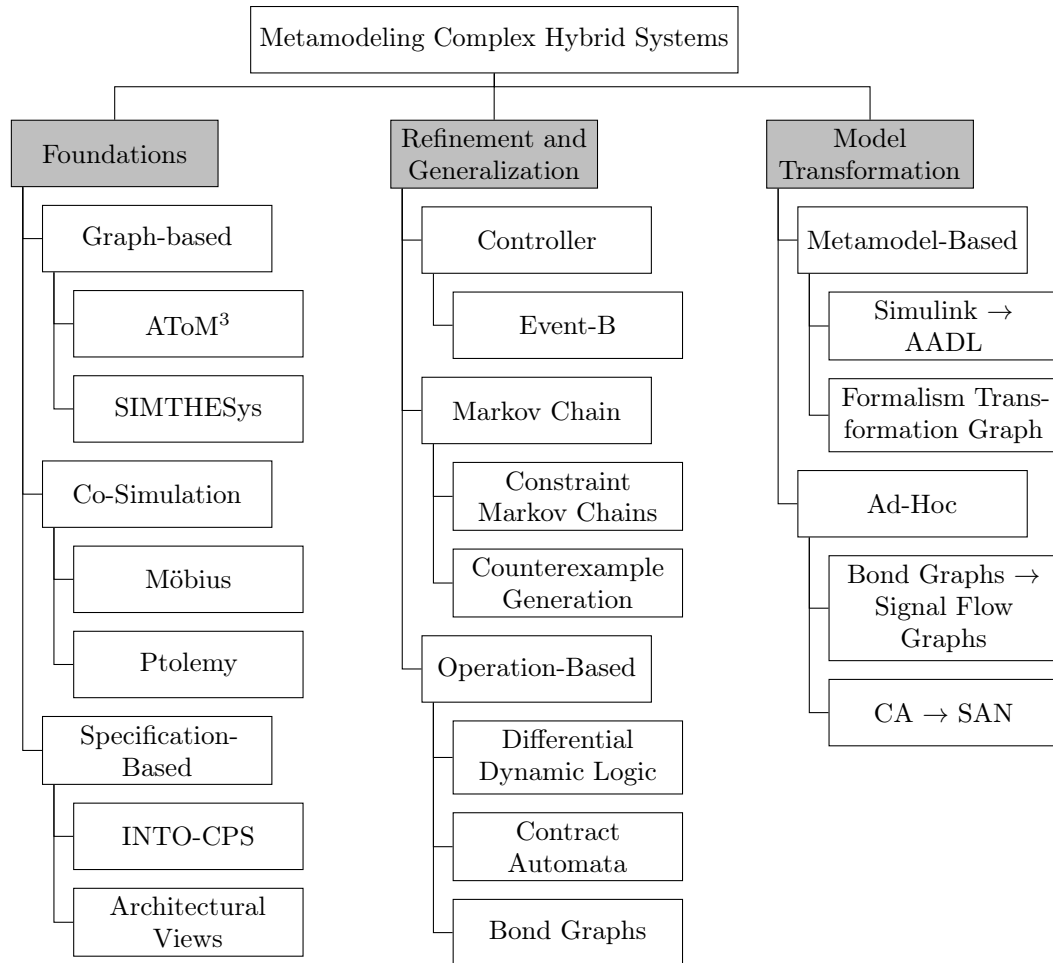 Metamodeling Complex Hybrid Systems
Foundations
Graph-based
AToM³
SIMTHESys
Co-Simulation
Möbius
Ptolemy
Specification-
Based
INTO-CPS
Architectural
Views
Refinement and
Generalization
Controller
Event-B
Markov Chain
Constraint
Markov Chains
Counterexample
Generation
Operation-Based
Differential
Dynamic Logic
Contract
Automata
Bond Graphs
Model
Transformation
Metamodel-Based
Simulink →
AADL
Formalism Trans-
formation Graph
Ad-Hoc
Bond Graphs →
Signal Flow
Graphs
CA → SAN